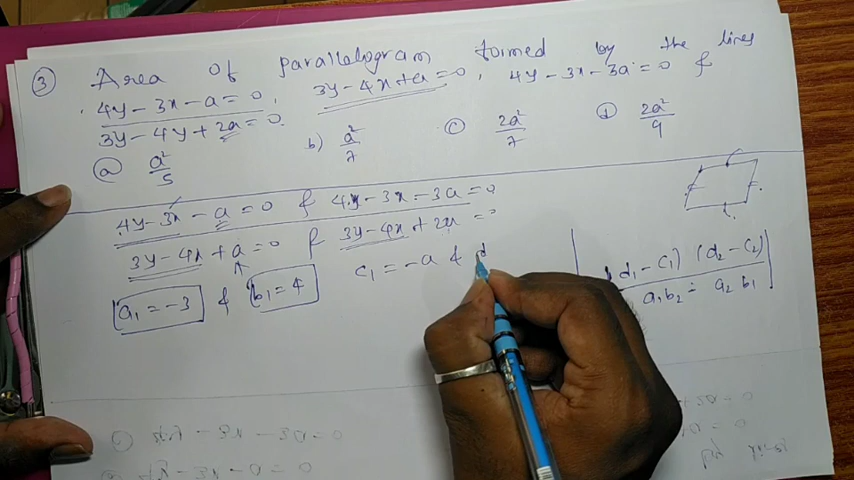 ③ Area of parallelogram formed by the lines
4y-3x-a=0, 3y-4x+a=0, 4y-3x-3a=0 &
3y-4y+2a=0.
ⓐ a²/5 b) a²/7 ⓒ 2a²/7 ⓓ 2a²/9
4y-3x-a=0 & 4y-3x-3a=0
3y-4x+a=0 & 3y-4x+2a=0
a₁=-3 & b₁=4 c₁=-a & d
d₁-c₁) (d₂-c₂)
a₁b₂- a₂b₁